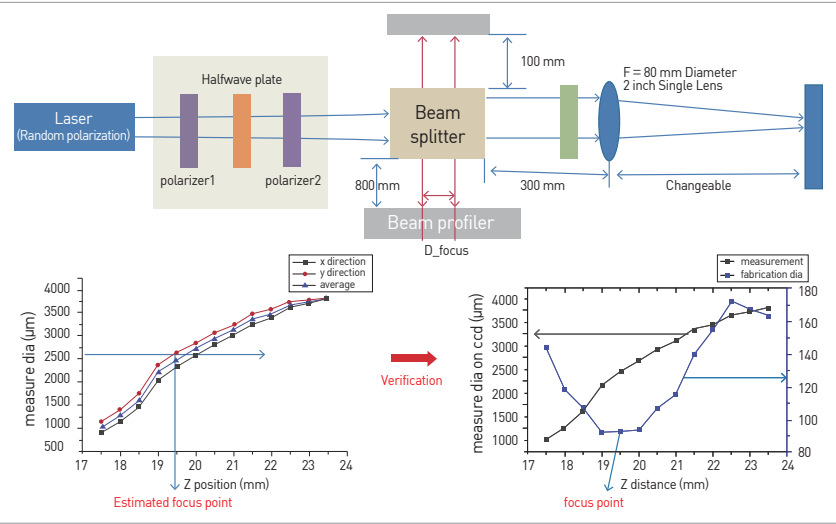 100 mm
F = 80 mm Diameter
2 inch Single Lens
Halfwave plate
Laser
(Random polarization)
Beam
splitter
polarizer1
polarizer2
800 mm
300 mm
Changeable
Beam profiler
D_focus
x direction
y direction
average
measure dia (µm)
4000
3500
3000
2500
2000
1500
1000
500
17
18
19
20
21
22
23
24
Z position (mm)
Estimated focus point
Verification
measurement
fabrication dia
measure dia on ccd (µm)
4000
3500
3000
2500
2000
1500
1000
180
160
140
120
100
80
17
18
19
20
21
22
23
24
Z distance (mm)
focus point